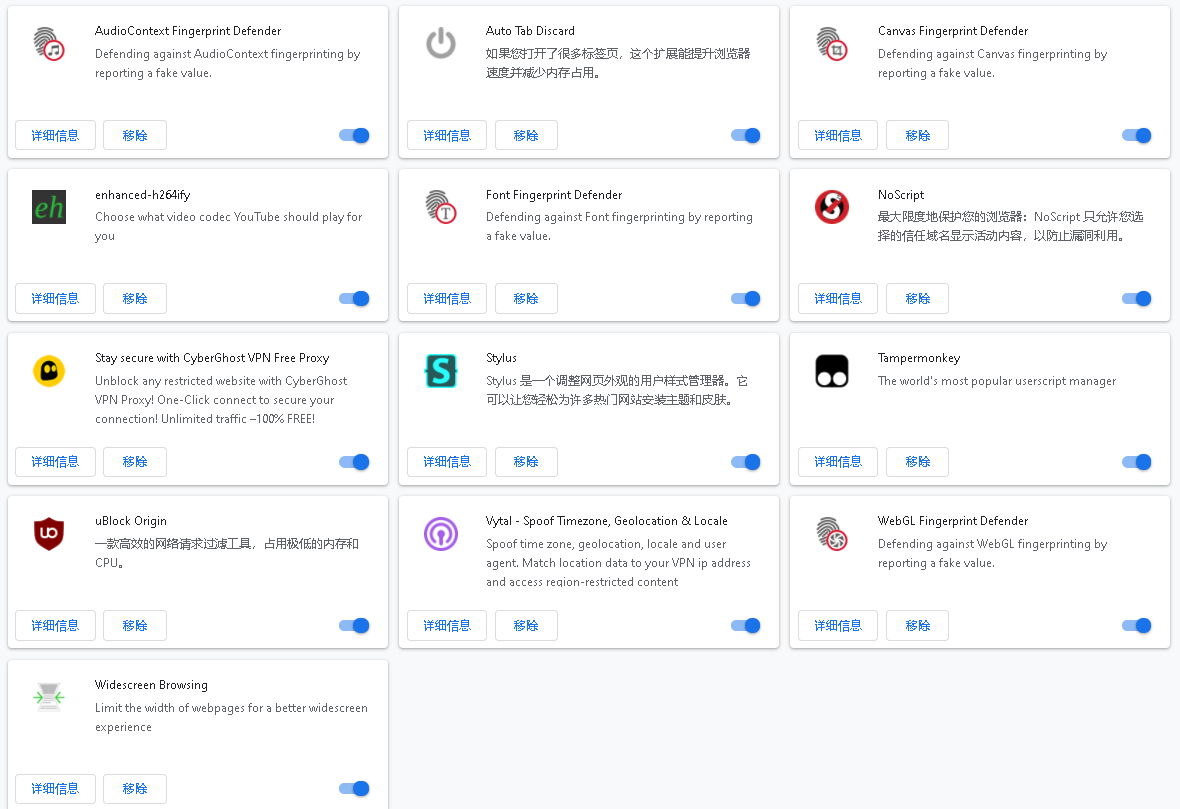 AudioContext Fingerprint Defender
Defending against AudioContext fingerprinting by
reporting a fake value.
详细信息
移除
Auto Tab Discard
如果您打开了很多标签页，这个扩展能提升浏览器
速度并减少内存占用。
详细信息
移除
Canvas Fingerprint Defender
Defending against Canvas fingerprinting by
reporting a fake value.
详细信息
移除
eh
enhanced-h264ify
Choose what video codec YouTube should play for
you
详细信息
移除
T
Font Fingerprint Defender
Defending against Font fingerprinting by reporting
a fake value.
详细信息
移除
S
NoScript
最大限度地保护您的浏览器：NoScript 只允许您选
择的信任域名显示活动内容，以防止漏洞利用。
详细信息
移除
Stay secure with CyberGhost VPN Free Proxy
Unblock any restricted website with CyberGhost
VPN Proxy! One-Click connect to secure your
connection! Unlimited traffic –100% FREE!
详细信息
移除
S
Stylus
Stylus 是一个调整网页外观的用户样式管理器。它
可以让您轻松为许多热门网站安装主题和皮肤。
详细信息
移除
Tampermonkey
The world's most popular userscript manager
详细信息
移除
uo
uBlock Origin
一款高效的网络请求过滤工具，占用极低的内存和
CPU。
详细信息
移除
Vytal - Spoof Timezone, Geolocation & Locale
Spoof time zone, geolocation, locale and user
agent. Match location data to your VPN ip address
and access region-restricted content
详细信息
移除
WebGL Fingerprint Defender
Defending against WebGL fingerprinting by
reporting a fake value.
详细信息
移除
Widescreen Browsing
Limit the width of webpages for a better widescreen
experience
详细信息
移除